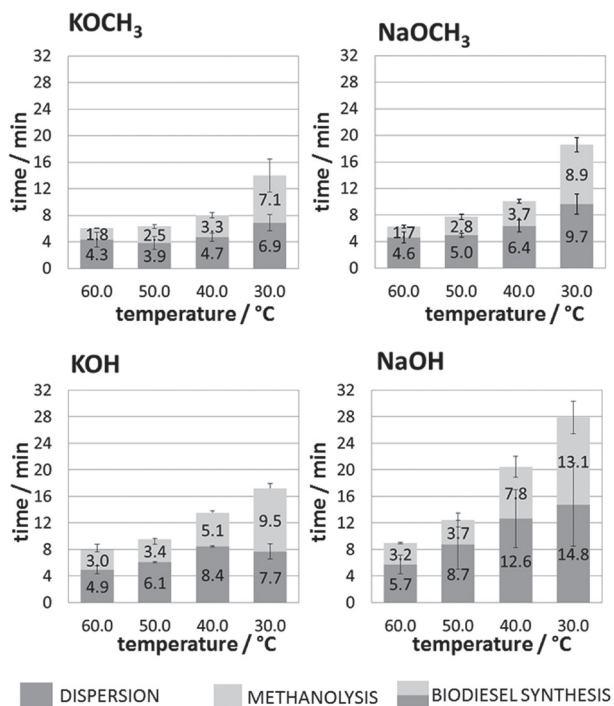 KOCH₃
NaOCH₃
32
28
24
20
16
12
8
4
0
time / min
1.8 2.5 3.3 7.1
4.3 3.9 4.7 6.9
60.0 50.0 40.0 30.0
temperature / °C
32
28
24
20
16
12
8
4
0
time / min
1.7 2.8 3.7 8.9
4.6 5.0 6.4 9.7
60.0 50.0 40.0 30.0
temperature / °C
KOH
NaOH
32
28
24
20
16
12
8
4
0
time / min
3.0 3.4 5.1 9.5
4.9 6.1 8.4 7.7
60.0 50.0 40.0 30.0
temperature / °C
32
28
24
20
16
12
8
4
0
time / min
3.2 3.7 7.8 13.1
5.7 8.7 12.6 14.8
60.0 50.0 40.0 30.0
temperature / °C
DISPERSION METHANOLYSIS BIODIESEL SYNTHESIS